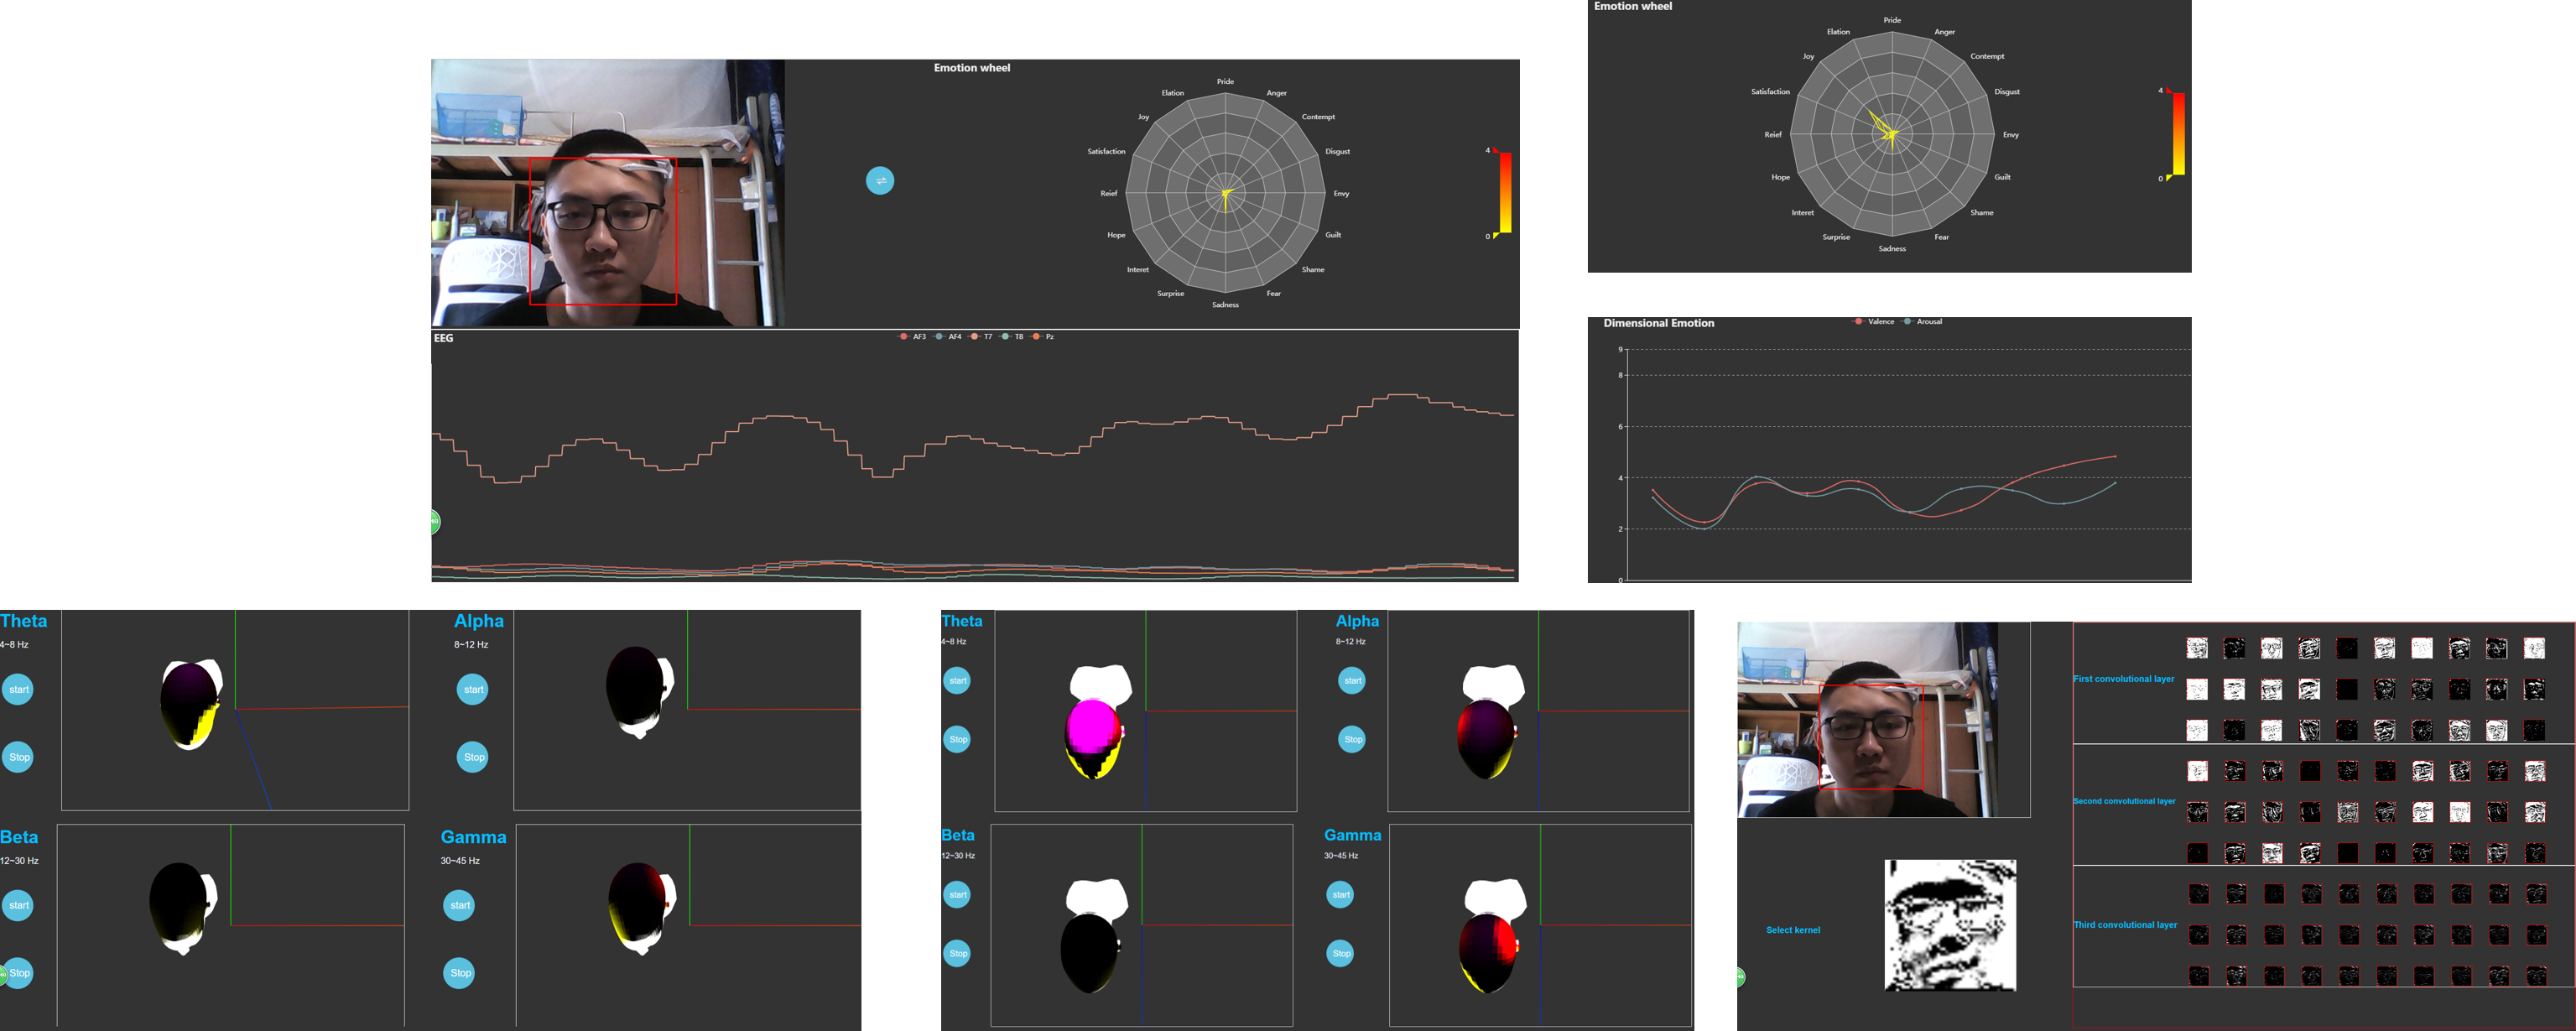 Emotion wheel
Pride
Elation
Anger
Joy
Contempt
Satisfaction
Disgust
4
Reief
Envy
Hope
Guilt
0
Interet
Shame
Surprise
Fear
Sadness
EEG
AF3 AF4 T7 T8 Pz
Emotion wheel
Pride
Elation
Anger
Joy
Contempt
Satisfaction
Disgust
4
Reief
Envy
Hope
Guilt
0
Interet
Shame
Surprise
Fear
Sadness
Dimensional Emotion
Valence Arousal
9
8
6
4
2
0
Theta
4~8 Hz
start
Stop
Alpha
8~12 Hz
start
Stop
Beta
12~30 Hz
start
Stop
Gamma
30~45 Hz
start
Stop
Theta
4~8 Hz
start
Stop
Alpha
8~12 Hz
start
Stop
Beta
12~30 Hz
start
Stop
Gamma
30~45 Hz
start
Stop
First convolutional layer
Second convolutional layer
Third convolutional layer
Select kernel